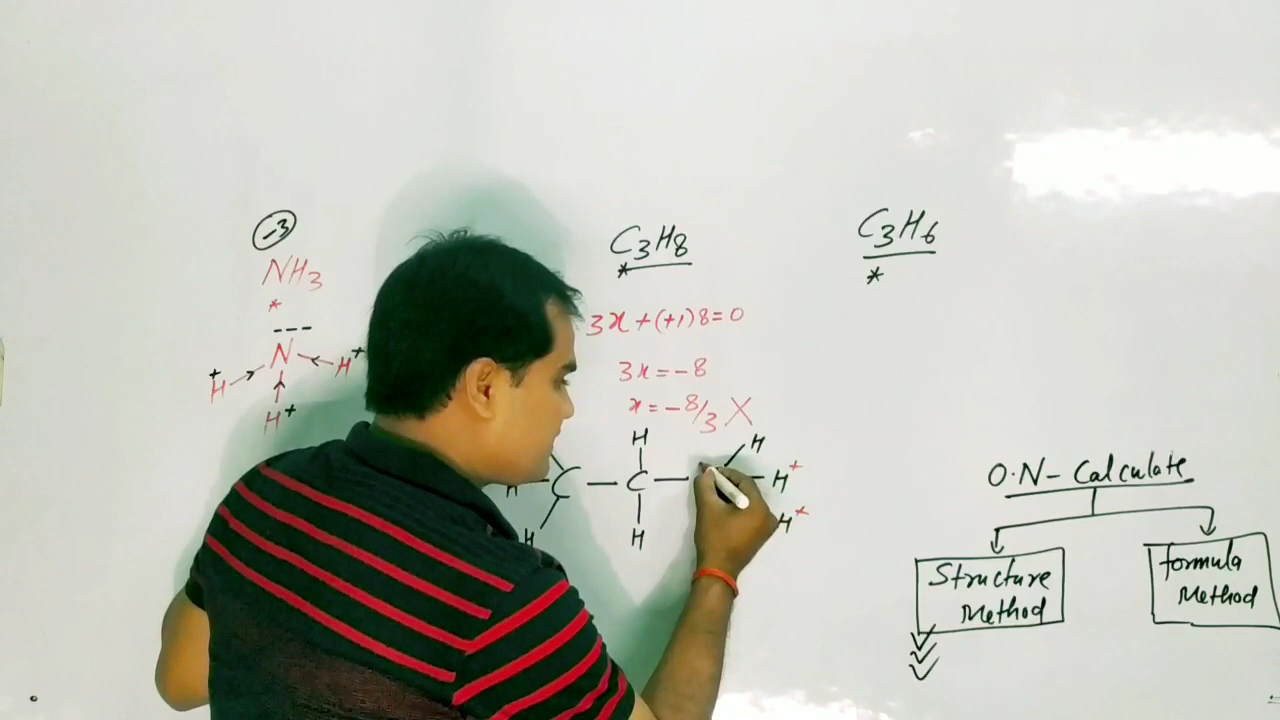 -3
NH3
*
---
N
+
H
H+
H+
C3H8
*
3x+(+1)8=0
3x=-8
x=-8/3 X
H H
H C — C — H+
H H H+
C3H6
*
O.N-Calculate
Structure
Method
formula
Method